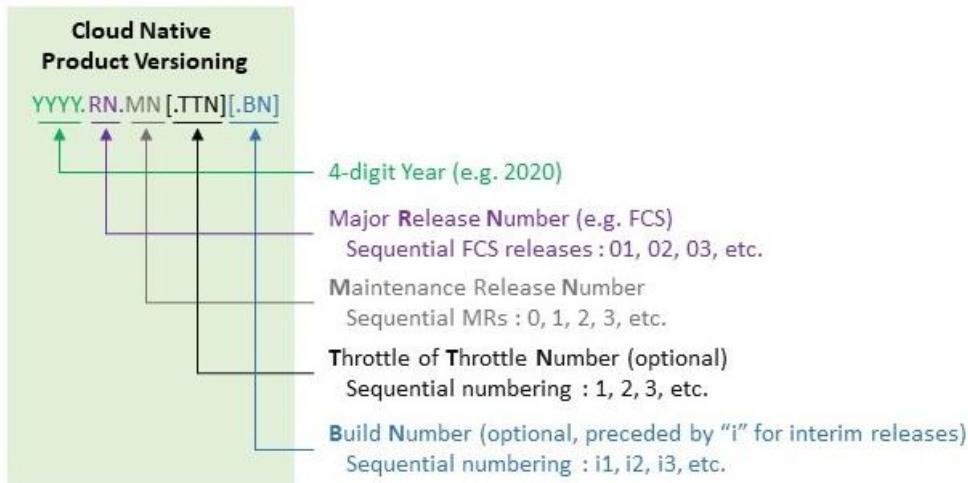 Cloud Native
Product Versioning
YYYY.RN.MN[.TTN][.BN]
4-digit Year (e.g. 2020)
Major Release Number (e.g. FCS)
Sequential FCS releases : 01, 02, 03, etc.
Maintenance Release Number
Sequential MRs : 0, 1, 2, 3, etc.
Throttle of Throttle Number (optional)
Sequential numbering : 1, 2, 3, etc.
Build Number (optional, preceded by “i” for interim releases)
Sequential numbering : i1, i2, i3, etc.